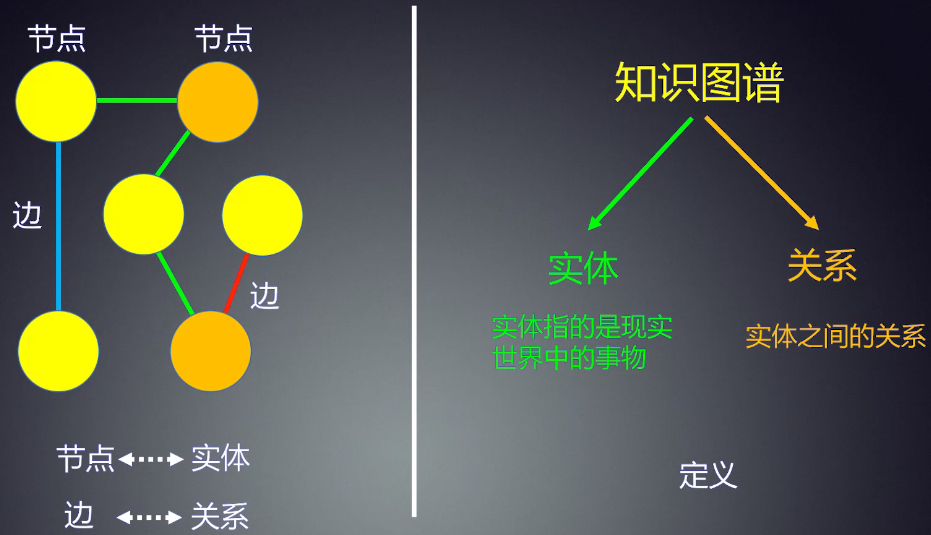 节点
节点
边
边
节点
实体
边
关系
知识图谱
实体
关系
实体指的是现实
世界中的事物
实体之间的关系
定义